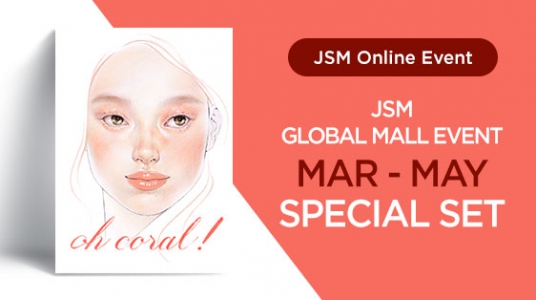 oh coral!
JSM Online Event
JSM
GLOBAL MALL EVENT
MAR - MAY
SPECIAL SET